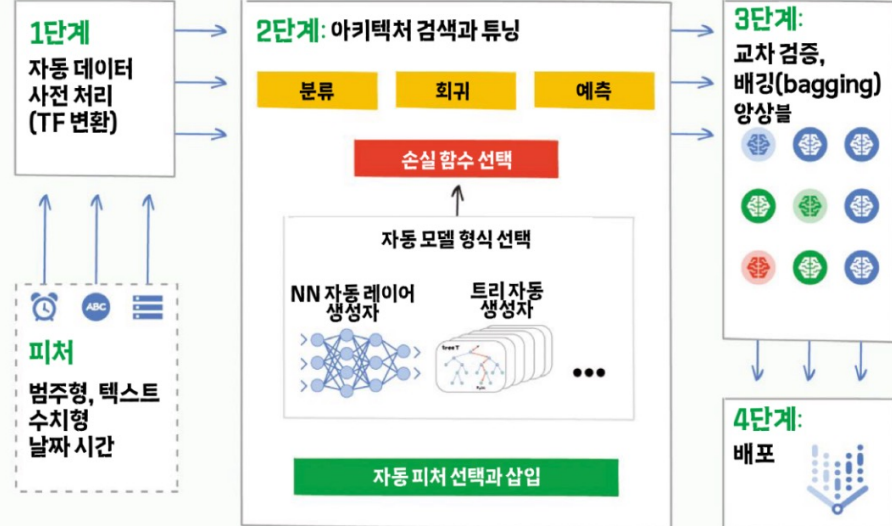 1단계
자동 데이터
사전 처리
(TF 변환)
ABC
피처
범주형, 텍스트
수치형
날짜 시간
2단계: 아키텍처 검색과 튜닝
분류
회귀
예측
손실 함수 선택
자동 모델 형식 선택
NN 자동 레이어
생성자
트리 자동
생성자
tree T
•••
자동 피처 선택과 삽입
3단계:
교차 검증,
배깅(bagging)
앙상블
4단계:
배포